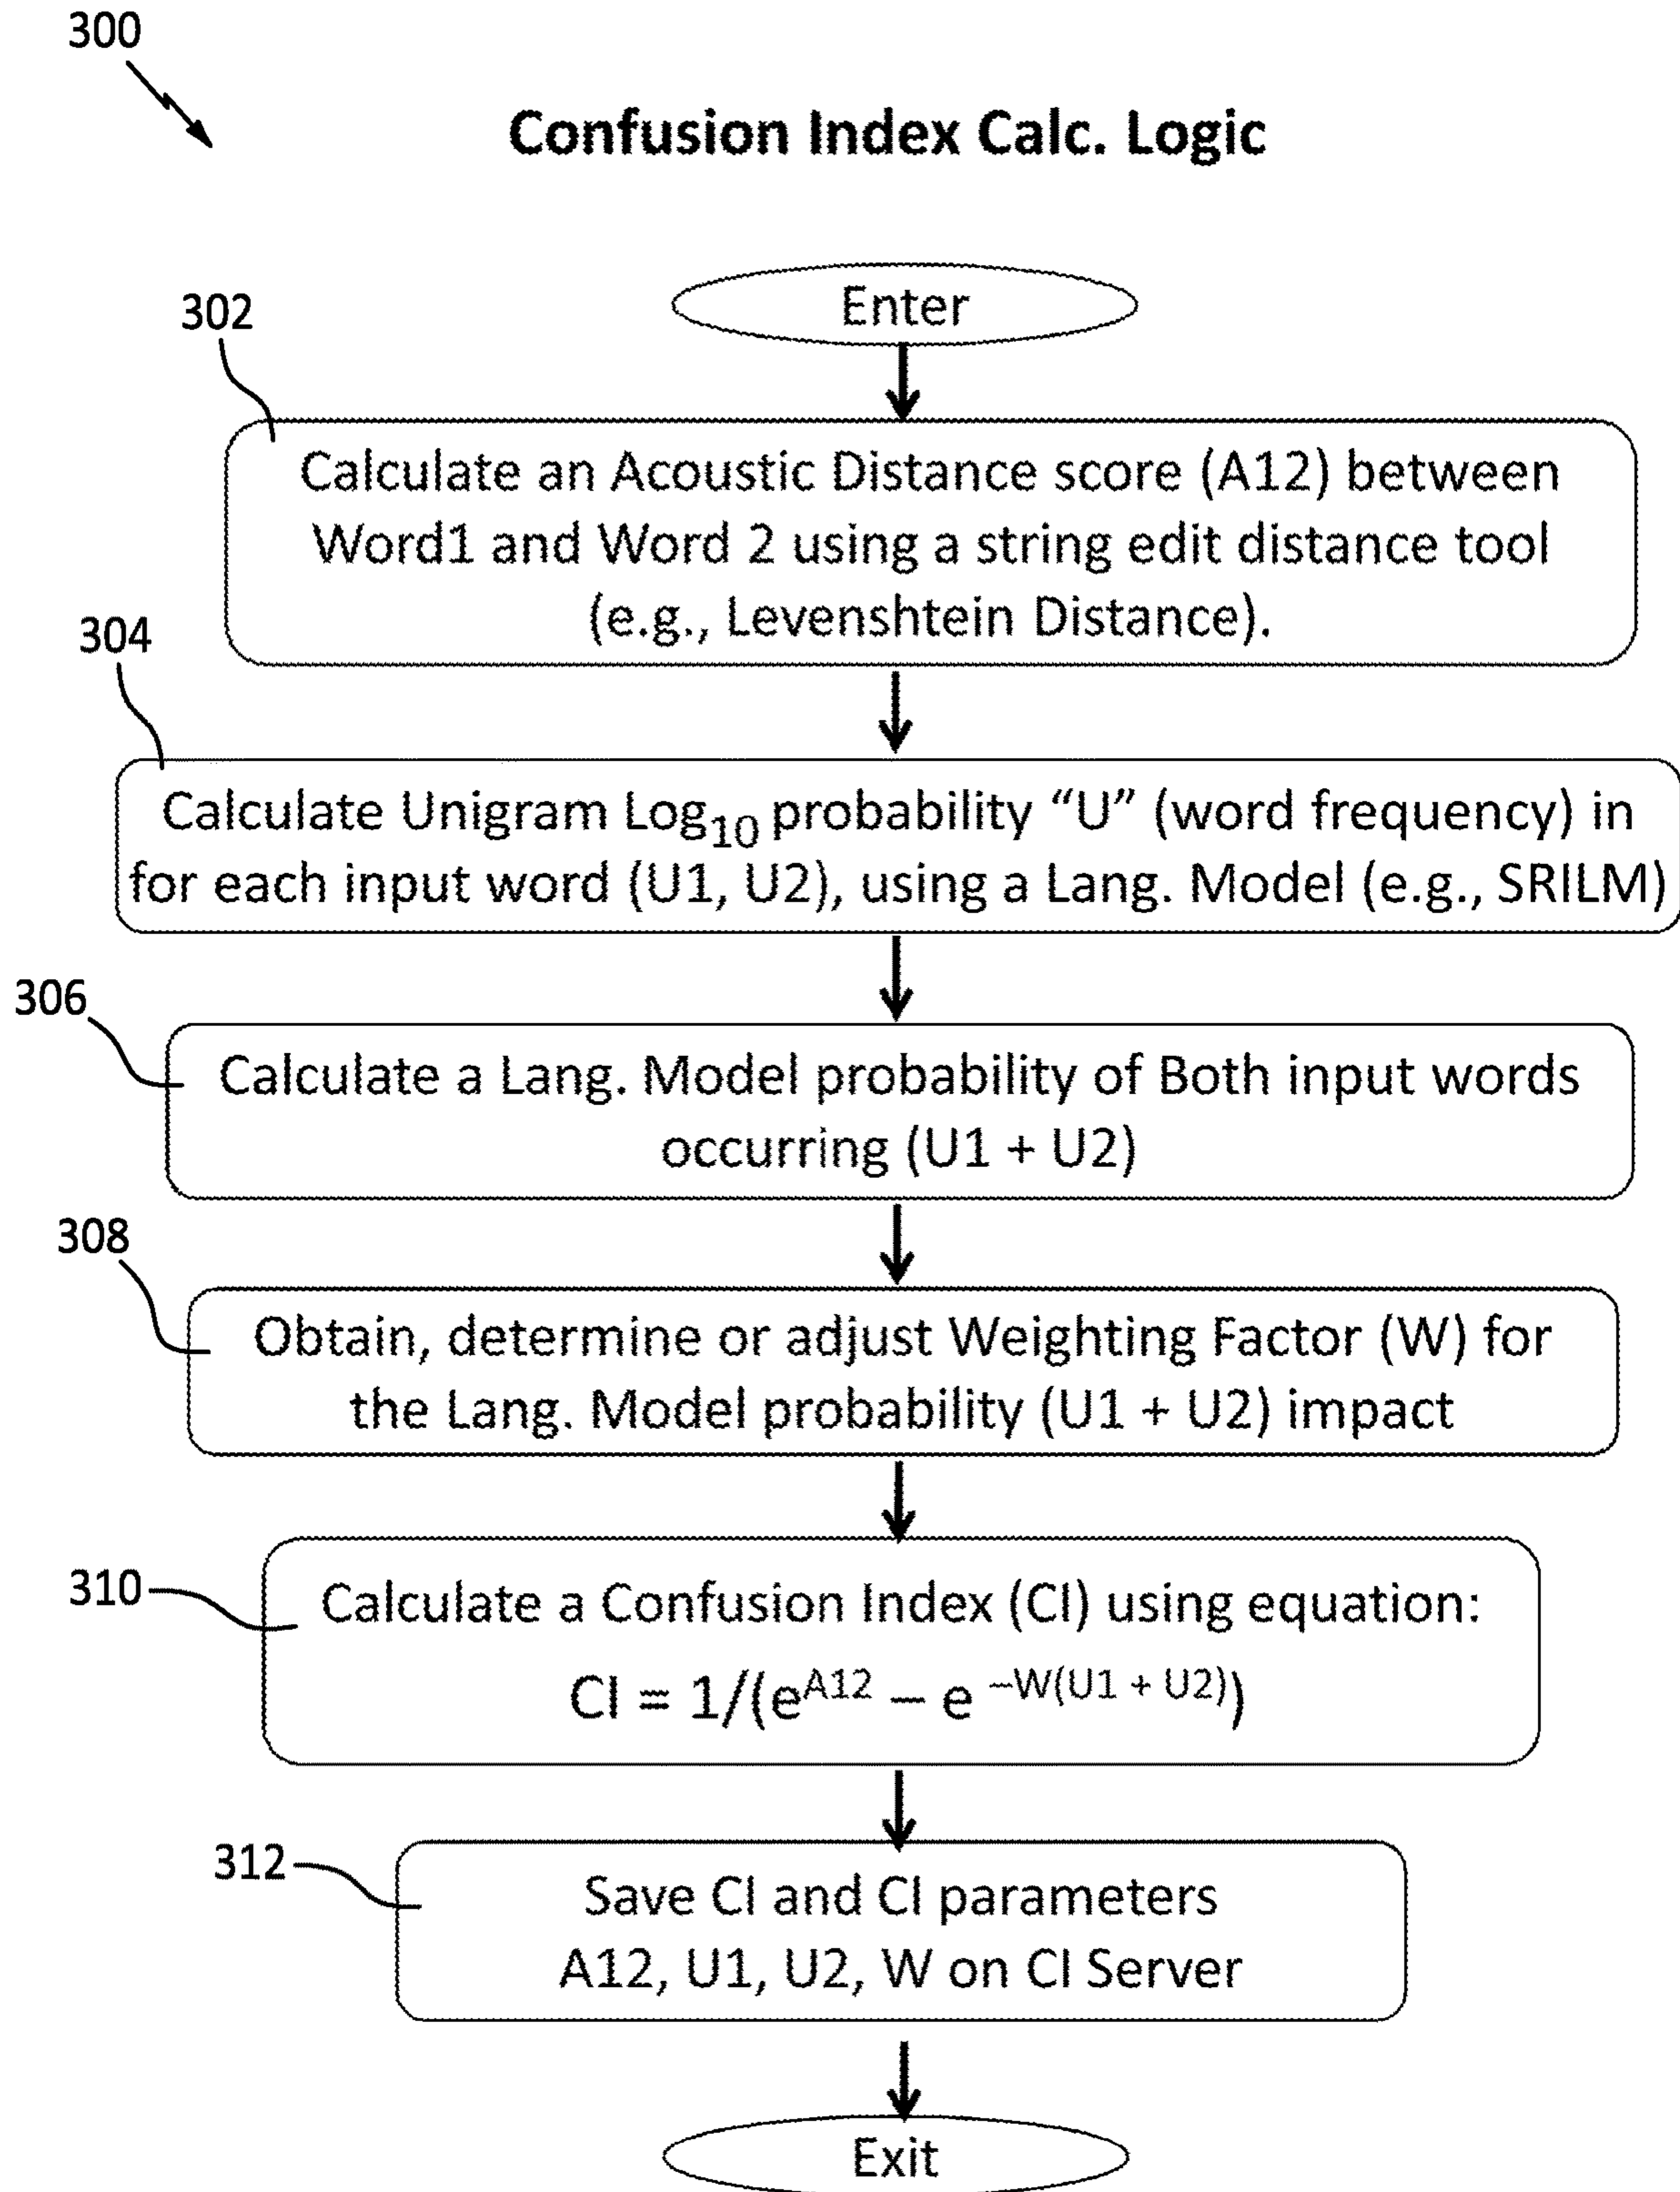 300
Confusion Index Calc. Logic
Enter
302
Calculate an Acoustic Distance score (A12) between
Word1 and Word 2 using a string edit distance tool
(e.g., Levenshtein Distance).
304
Calculate Unigram Log₁₀ probability “U” (word frequency) in
for each input word (U1, U2), using a Lang. Model (e.g., SRILM)
306
Calculate a Lang. Model probability of Both input words
occurring (U1 + U2)
308
Obtain, determine or adjust Weighting Factor (W) for
the Lang. Model probability (U1 + U2) impact
310
Calculate a Confusion Index (CI) using equation:
CI = 1/(e^A12 – e^–W(U1 + U2))
312
Save CI and CI parameters
A12, U1, U2, W on CI Server
Exit